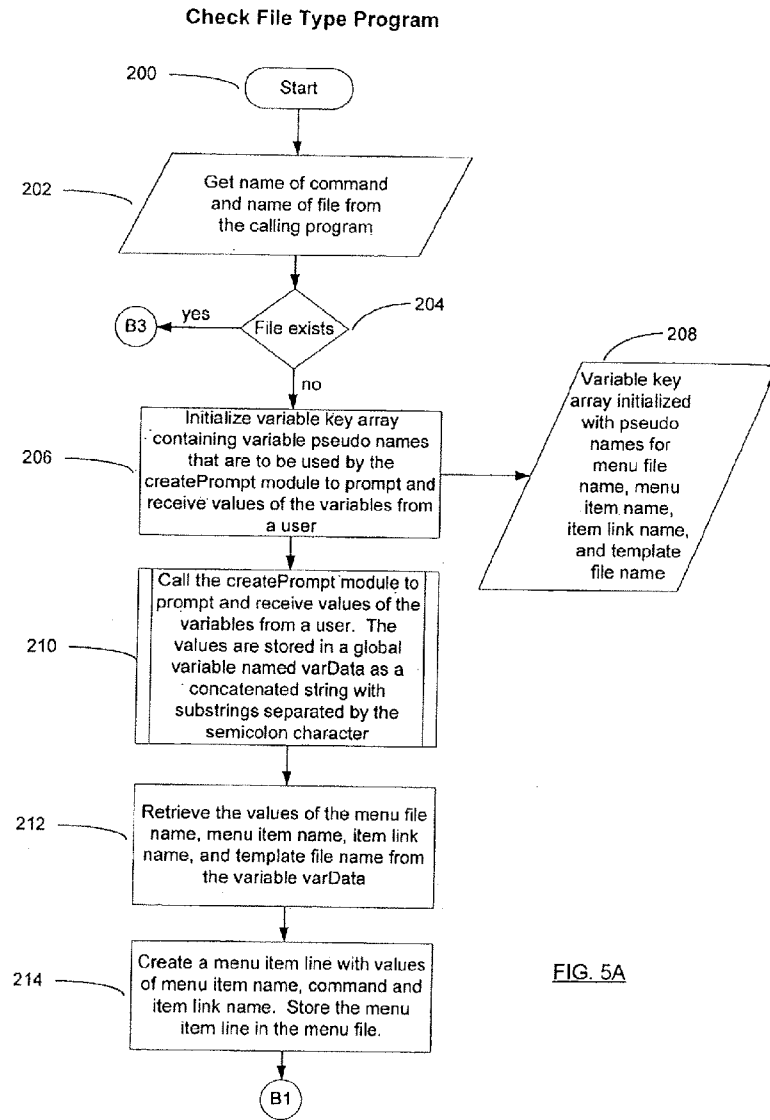 Check File Type Program
200
Start
202
Get name of command
and name of file from
the calling program
204
File exists
yes
B3
no
206
Initialize variable key array
containing variable pseudo names
that are to be used by the
createPrompt module to prompt and
receive values of the variables from
a user
208
Variable key
array initialized
with pseudo
names for
menu file
name, menu
item name,
item link name,
and template
file name
210
Call the createPrompt module to
prompt and receive values of the
variables from a user. The
values are stored in a global
variable named varData as a
concatenated string with
substrings separated by the
semicolon character
212
Retrieve the values of the menu file
name, menu item name, item link
name, and template file name from
the variable varData
214
Create a menu item line with values
of menu item name, command and
item link name. Store the menu
item line in the menu file.
FIG. 5A
B1